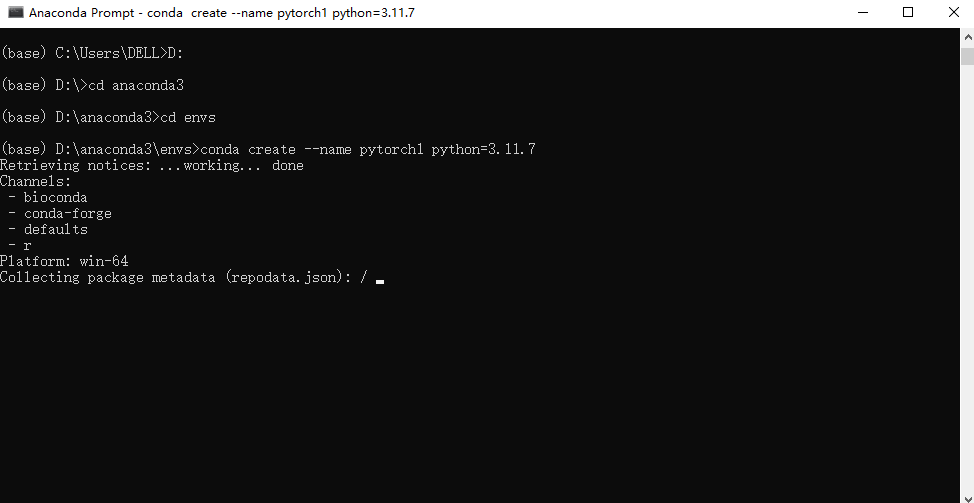 Anaconda Prompt - conda  create --name pytorch1 python=3.11.7
(base) C:\Users\DELL>D:
(base) D:\>cd anaconda3
(base) D:\anaconda3>cd envs
(base) D:\anaconda3\envs>conda create --name pytorch1 python=3.11.7
Retrieving notices: ...working... done
Channels:
 - bioconda
 - conda-forge
 - defaults
 - r
Platform: win-64
Collecting package metadata (repodata.json): /